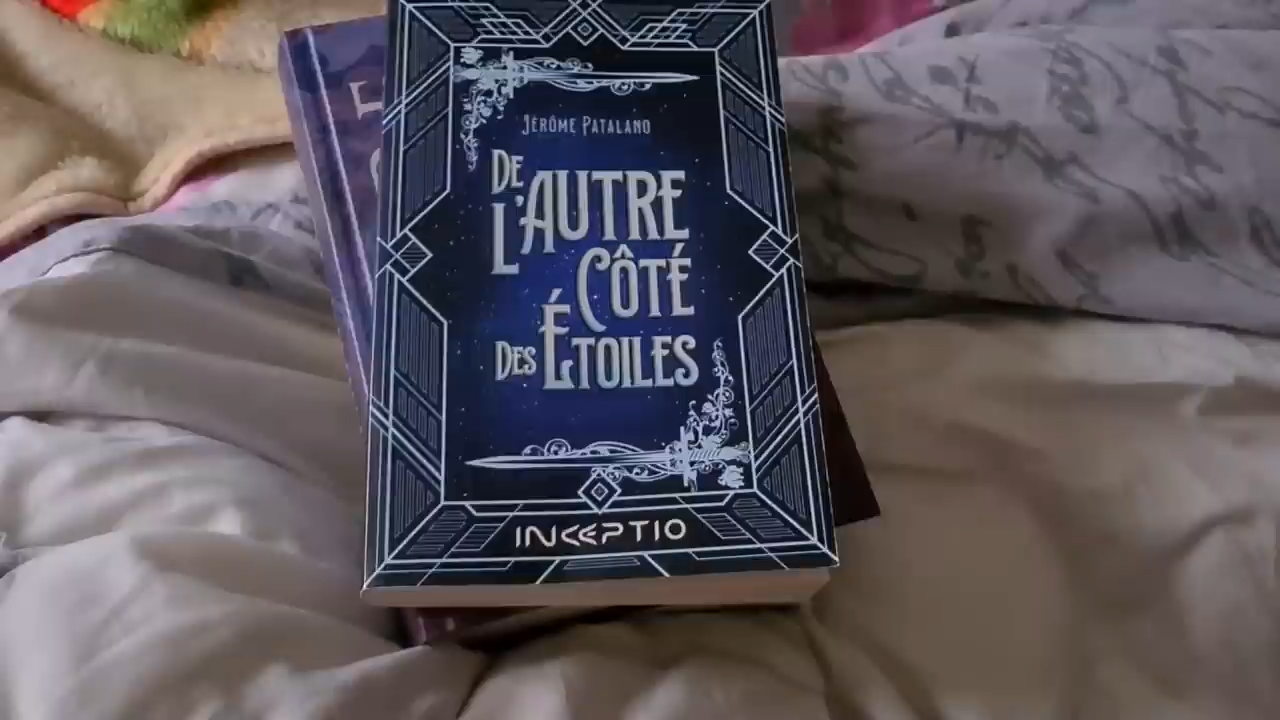 JÉRÔME PATALANO
DE
L'AUTRE
CÔTÉ
DES ÉTOILES
INCEPTIO